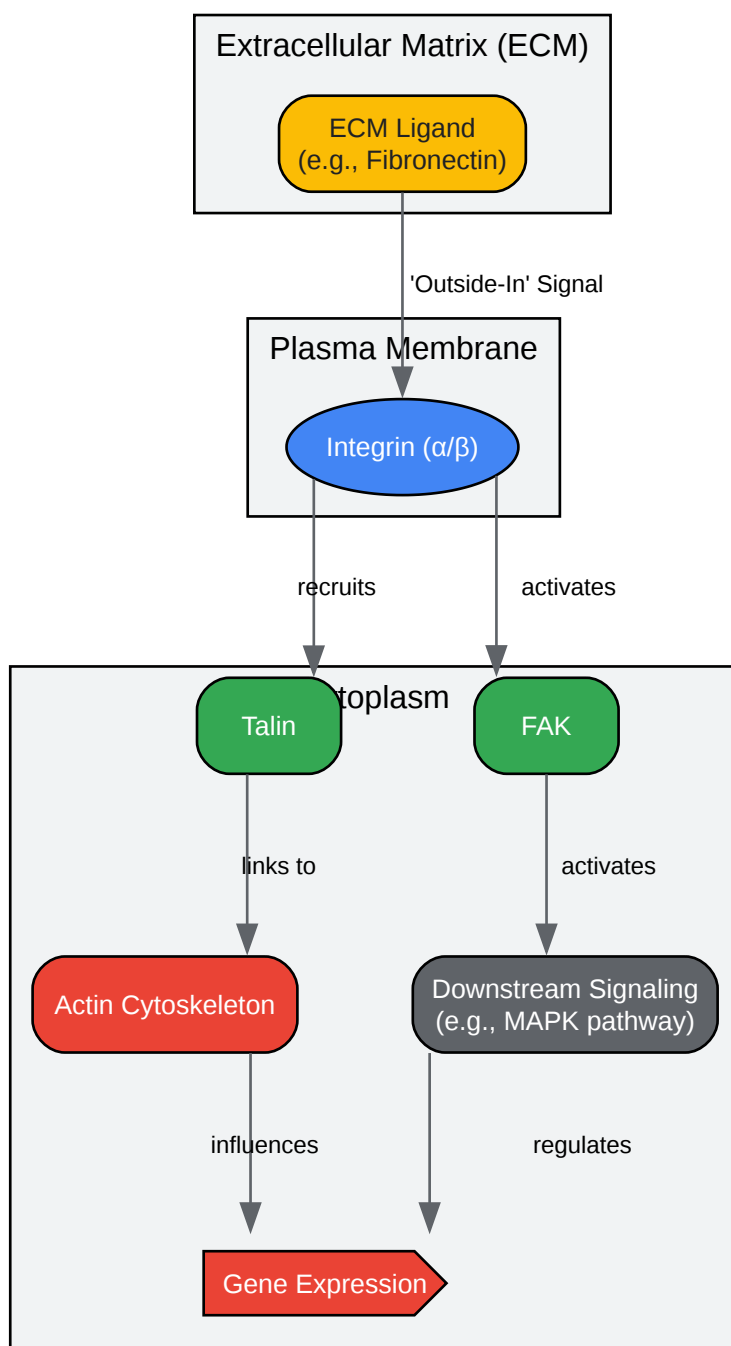 Extracellular Matrix (ECM)
ECM Ligand
(e.g., Fibronectin)
'Outside-In' Signal
Plasma Membrane
Integrin (α/β)
recruits
activates
toplasm
Talin
FAK
links to
activates
Actin Cytoskeleton
Downstream Signaling
(e.g., MAPK pathway)
influences
regulates
Gene Expression